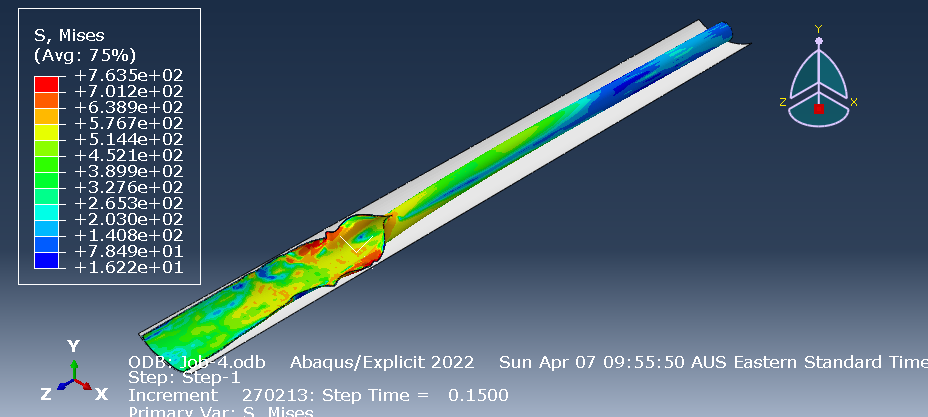 S, Mises
(Avg: 75%)
+7.635e+02
+7.012e+02
+6.389e+02
+5.767e+02
+5.144e+02
+4.521e+02
+3.899e+02
+3.276e+02
+2.653e+02
+2.030e+02
+1.408e+02
+7.849e+01
+1.622e+01
Y
Z
X
Y
Z
X
ODB: Job-4.odb Abaqus/Explicit 2022 Sun Apr 07 09:55:50 AUS Eastern Standard Time
Step: Step-1
Increment 270213: Step Time = 0.1500
Primary Var: S, Mises